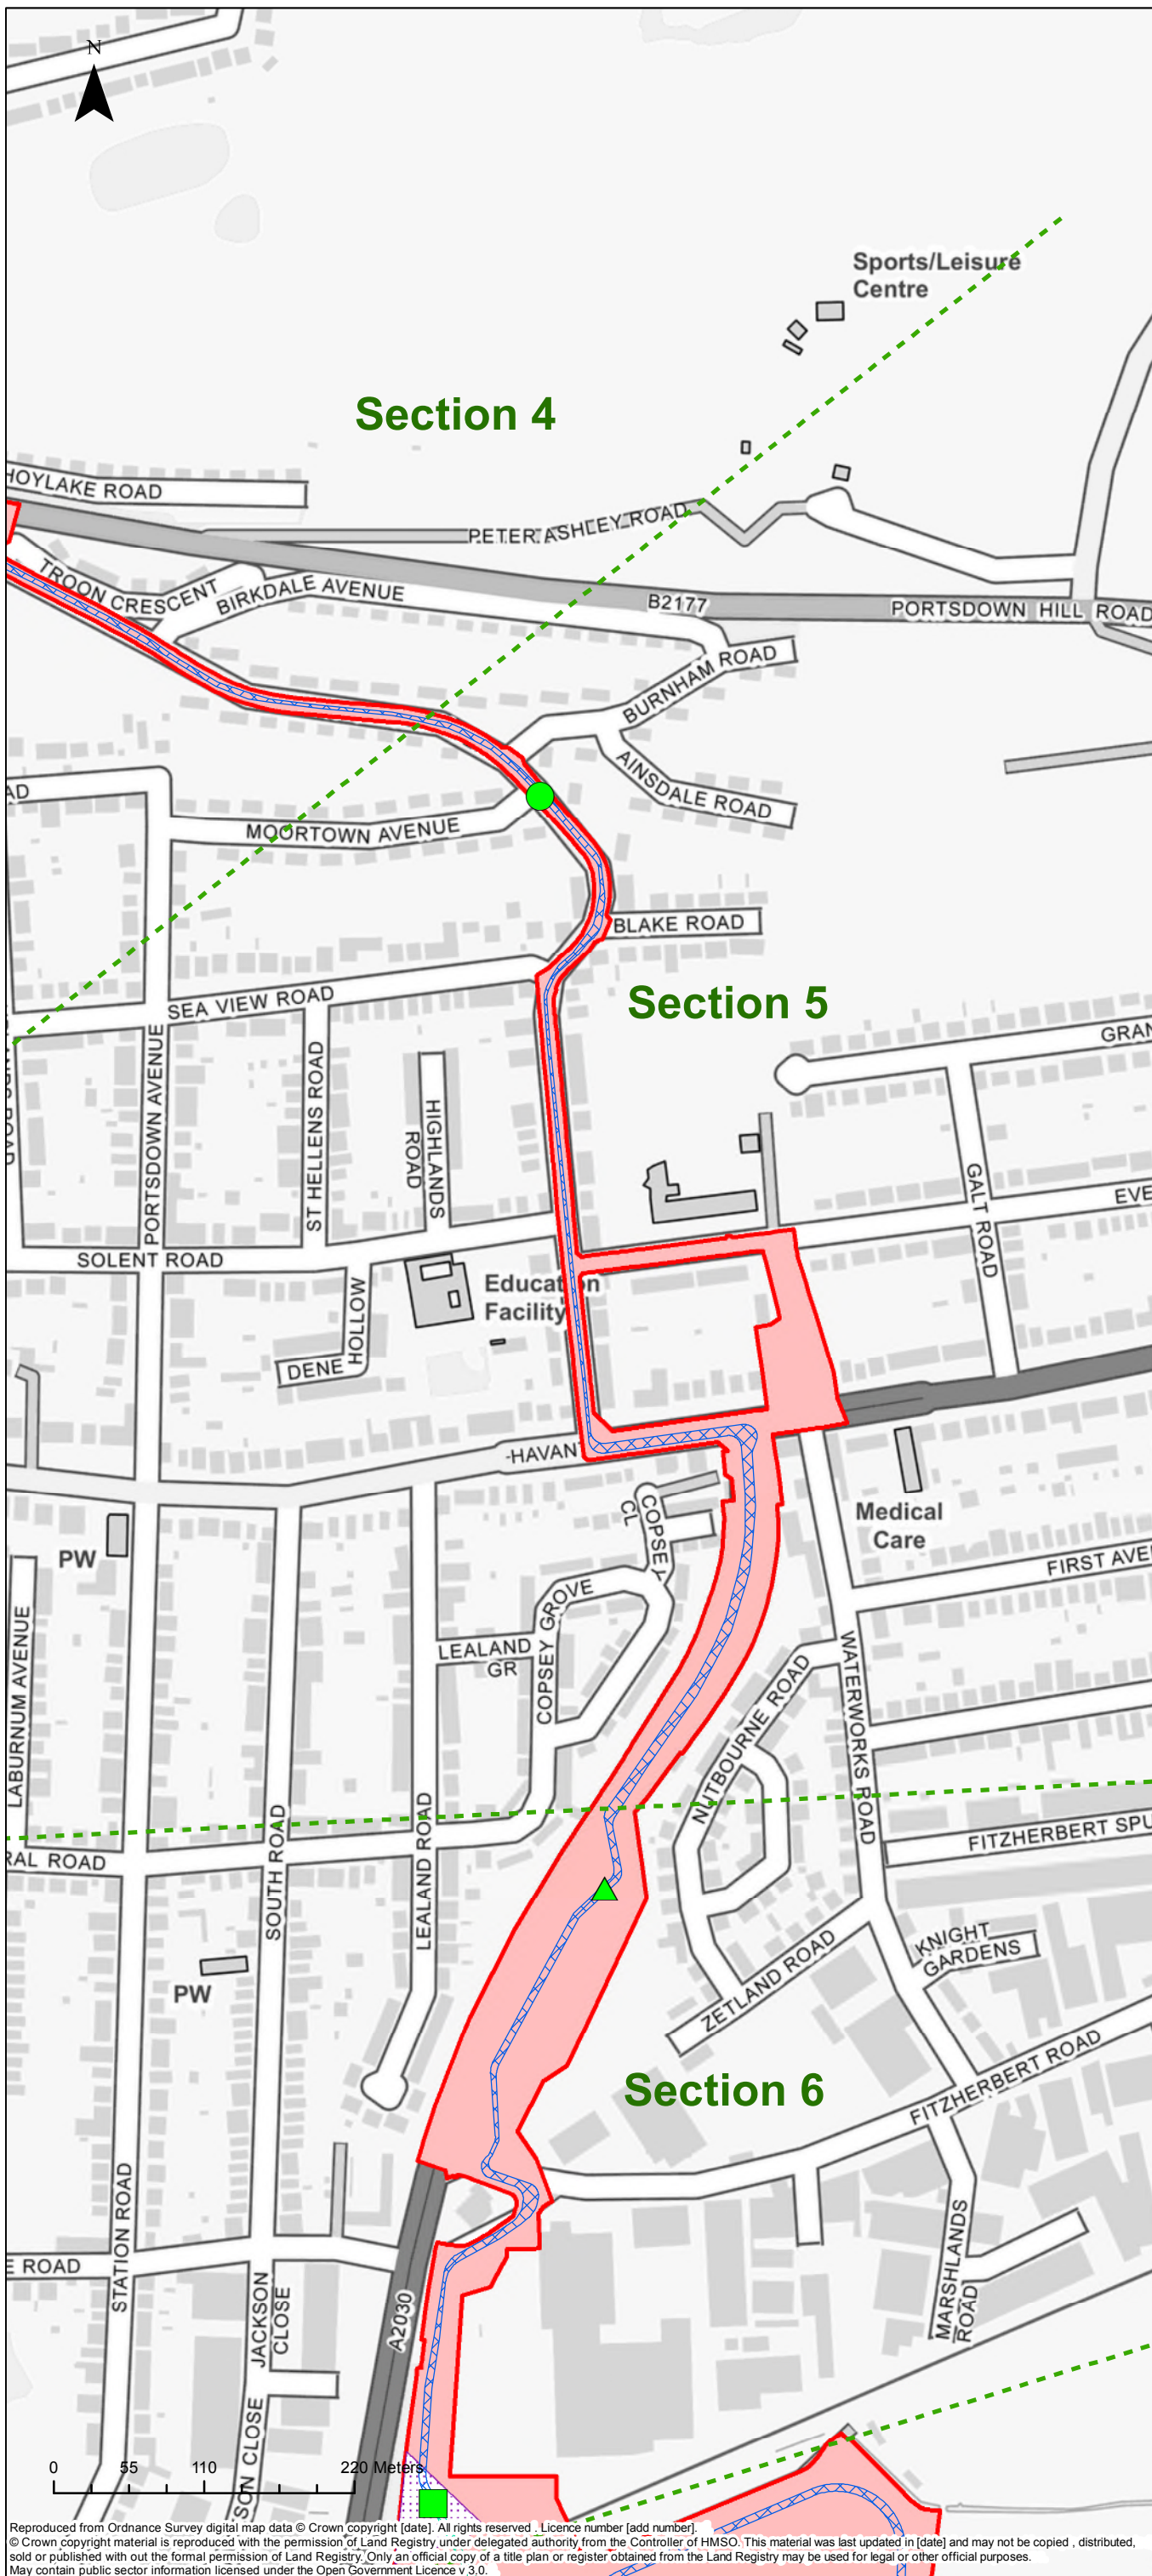 N
Sports/Leisure
Centre
Section 4
HOYLAKE ROAD
PETER ASHLEY ROAD
TROON CRESCENT
BIRKDALE AVENUE
B2177
PORTSDOWN HILL ROAD
BURNHAM ROAD
AINSDALE ROAD
AD
MOORTOWN AVENUE
BLAKE ROAD
SEA VIEW ROAD
Section 5
GRAN
PORTSDOWN AVENUE
ST HELLENS ROAD
HIGHLANDS
ROAD
GALT ROAD
EVE
SOLENT ROAD
Education
Facility
DENE
HOLLOW
HAVAN
COPSEY
CL
Medical
Care
PW
FIRST AVE
LABURNUM AVENUE
LEALAND
GR
COPSEY GROVE
NUTBOURNE ROAD
WATERWORKS ROAD
FITZHERBERT SPU
RAL ROAD
SOUTH ROAD
LEALAND ROAD
KNIGHT
GARDENS
PW
ZETLAND ROAD
Section 6
FITZHERBERT ROAD
STATION ROAD
E ROAD
JACKSON
CLOSE
A2030
MARSHLANDS
ROAD
SON CLOSE
0 55 110 220 Meters
Reproduced from Ordnance Survey digital map data © Crown copyright [date]. All rights reserved . Licence number [add number].
© Crown copyright material is reproduced with the permission of Land Registry under delegated authority from the Controller of HMSO. This material was last updated in [date] and may not be copied , distributed,
sold or published with out the formal permission of Land Registry. Only an official copy of a title plan or register obtained from the Land Registry may be used for legal or other official purposes.
May contain public sector information licensed under the Open Government Licence v 3.0.